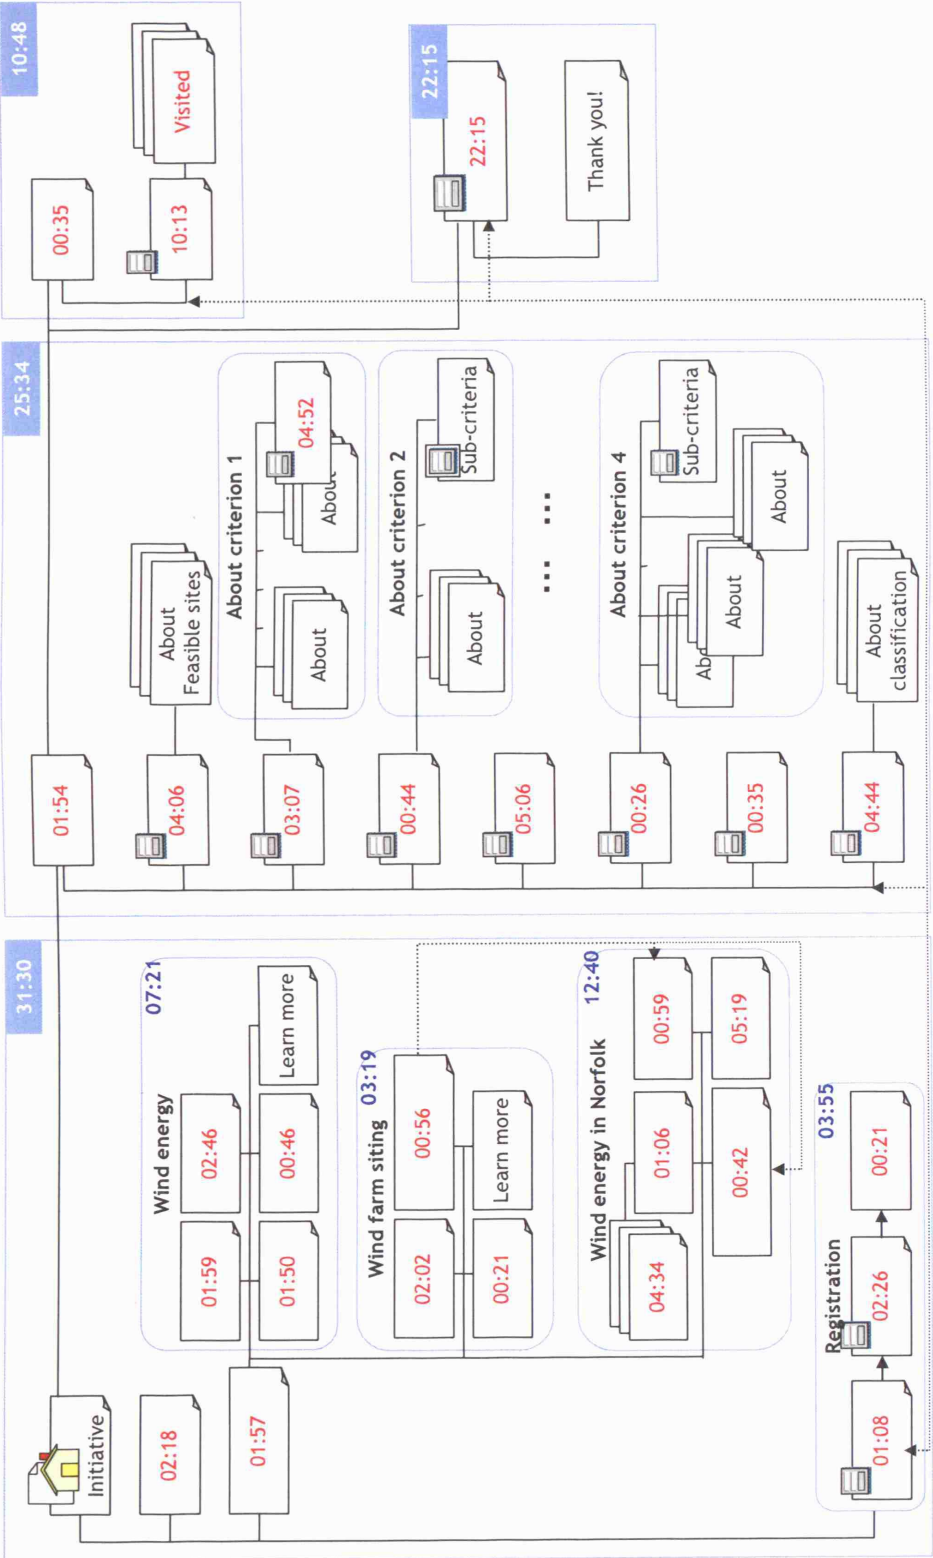 31:30
Initiative
02:18
01:57
Wind energy
07:21
01:59
02:46
01:50
00:46
Learn more
Wind farm siting
03:19
02:02
00:56
00:21
Learn more
Wind energy in Norfolk
12:40
04:34
01:06
00:59
00:42
05:19
Registration
03:55
01:08
02:26
00:21
25:34
01:54
04:06
About
Feasible sites
03:07
About criterion 1
About
About
04:52
00:44
About criterion 2
About
Sub-criteria
05:06
... ...
00:26
About criterion 4
Ab
About
About
Sub-criteria
00:35
04:44
About
classification
10:48
00:35
10:13
Visited
22:15
22:15
Thank you!